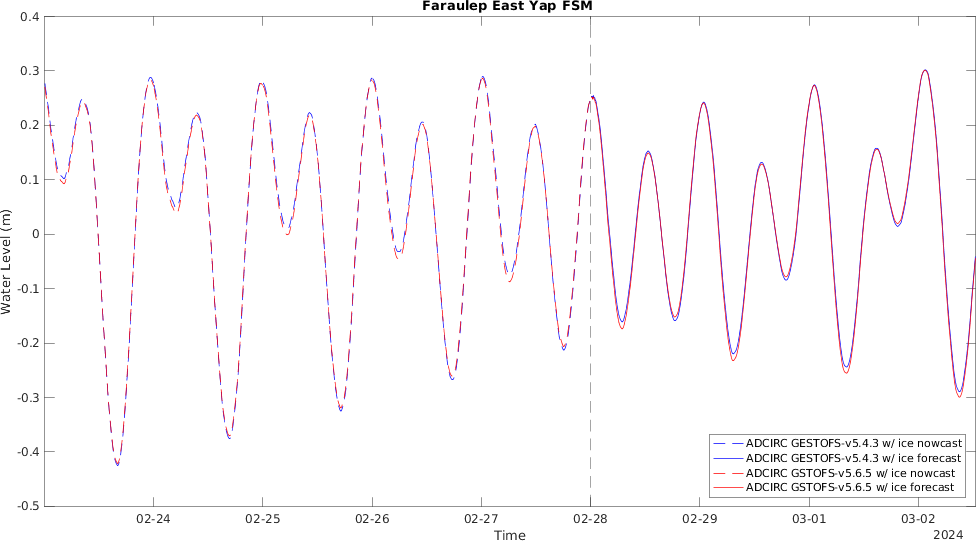 Faraulep East Yap FSM
0.4
0.3
0.2
0.1
0
-0.1
-0.2
-0.3
-0.4
-0.5
Water Level (m)
02-24
02-25
02-26
02-27
02-28
02-29
03-01
03-02
Time
2024
ADCIRC GESTOFS-v5.4.3 w/ ice nowcast
ADCIRC GESTOFS-v5.4.3 w/ ice forecast
ADCIRC GSTOFS-v5.6.5 w/ ice nowcast
ADCIRC GSTOFS-v5.6.5 w/ ice forecast